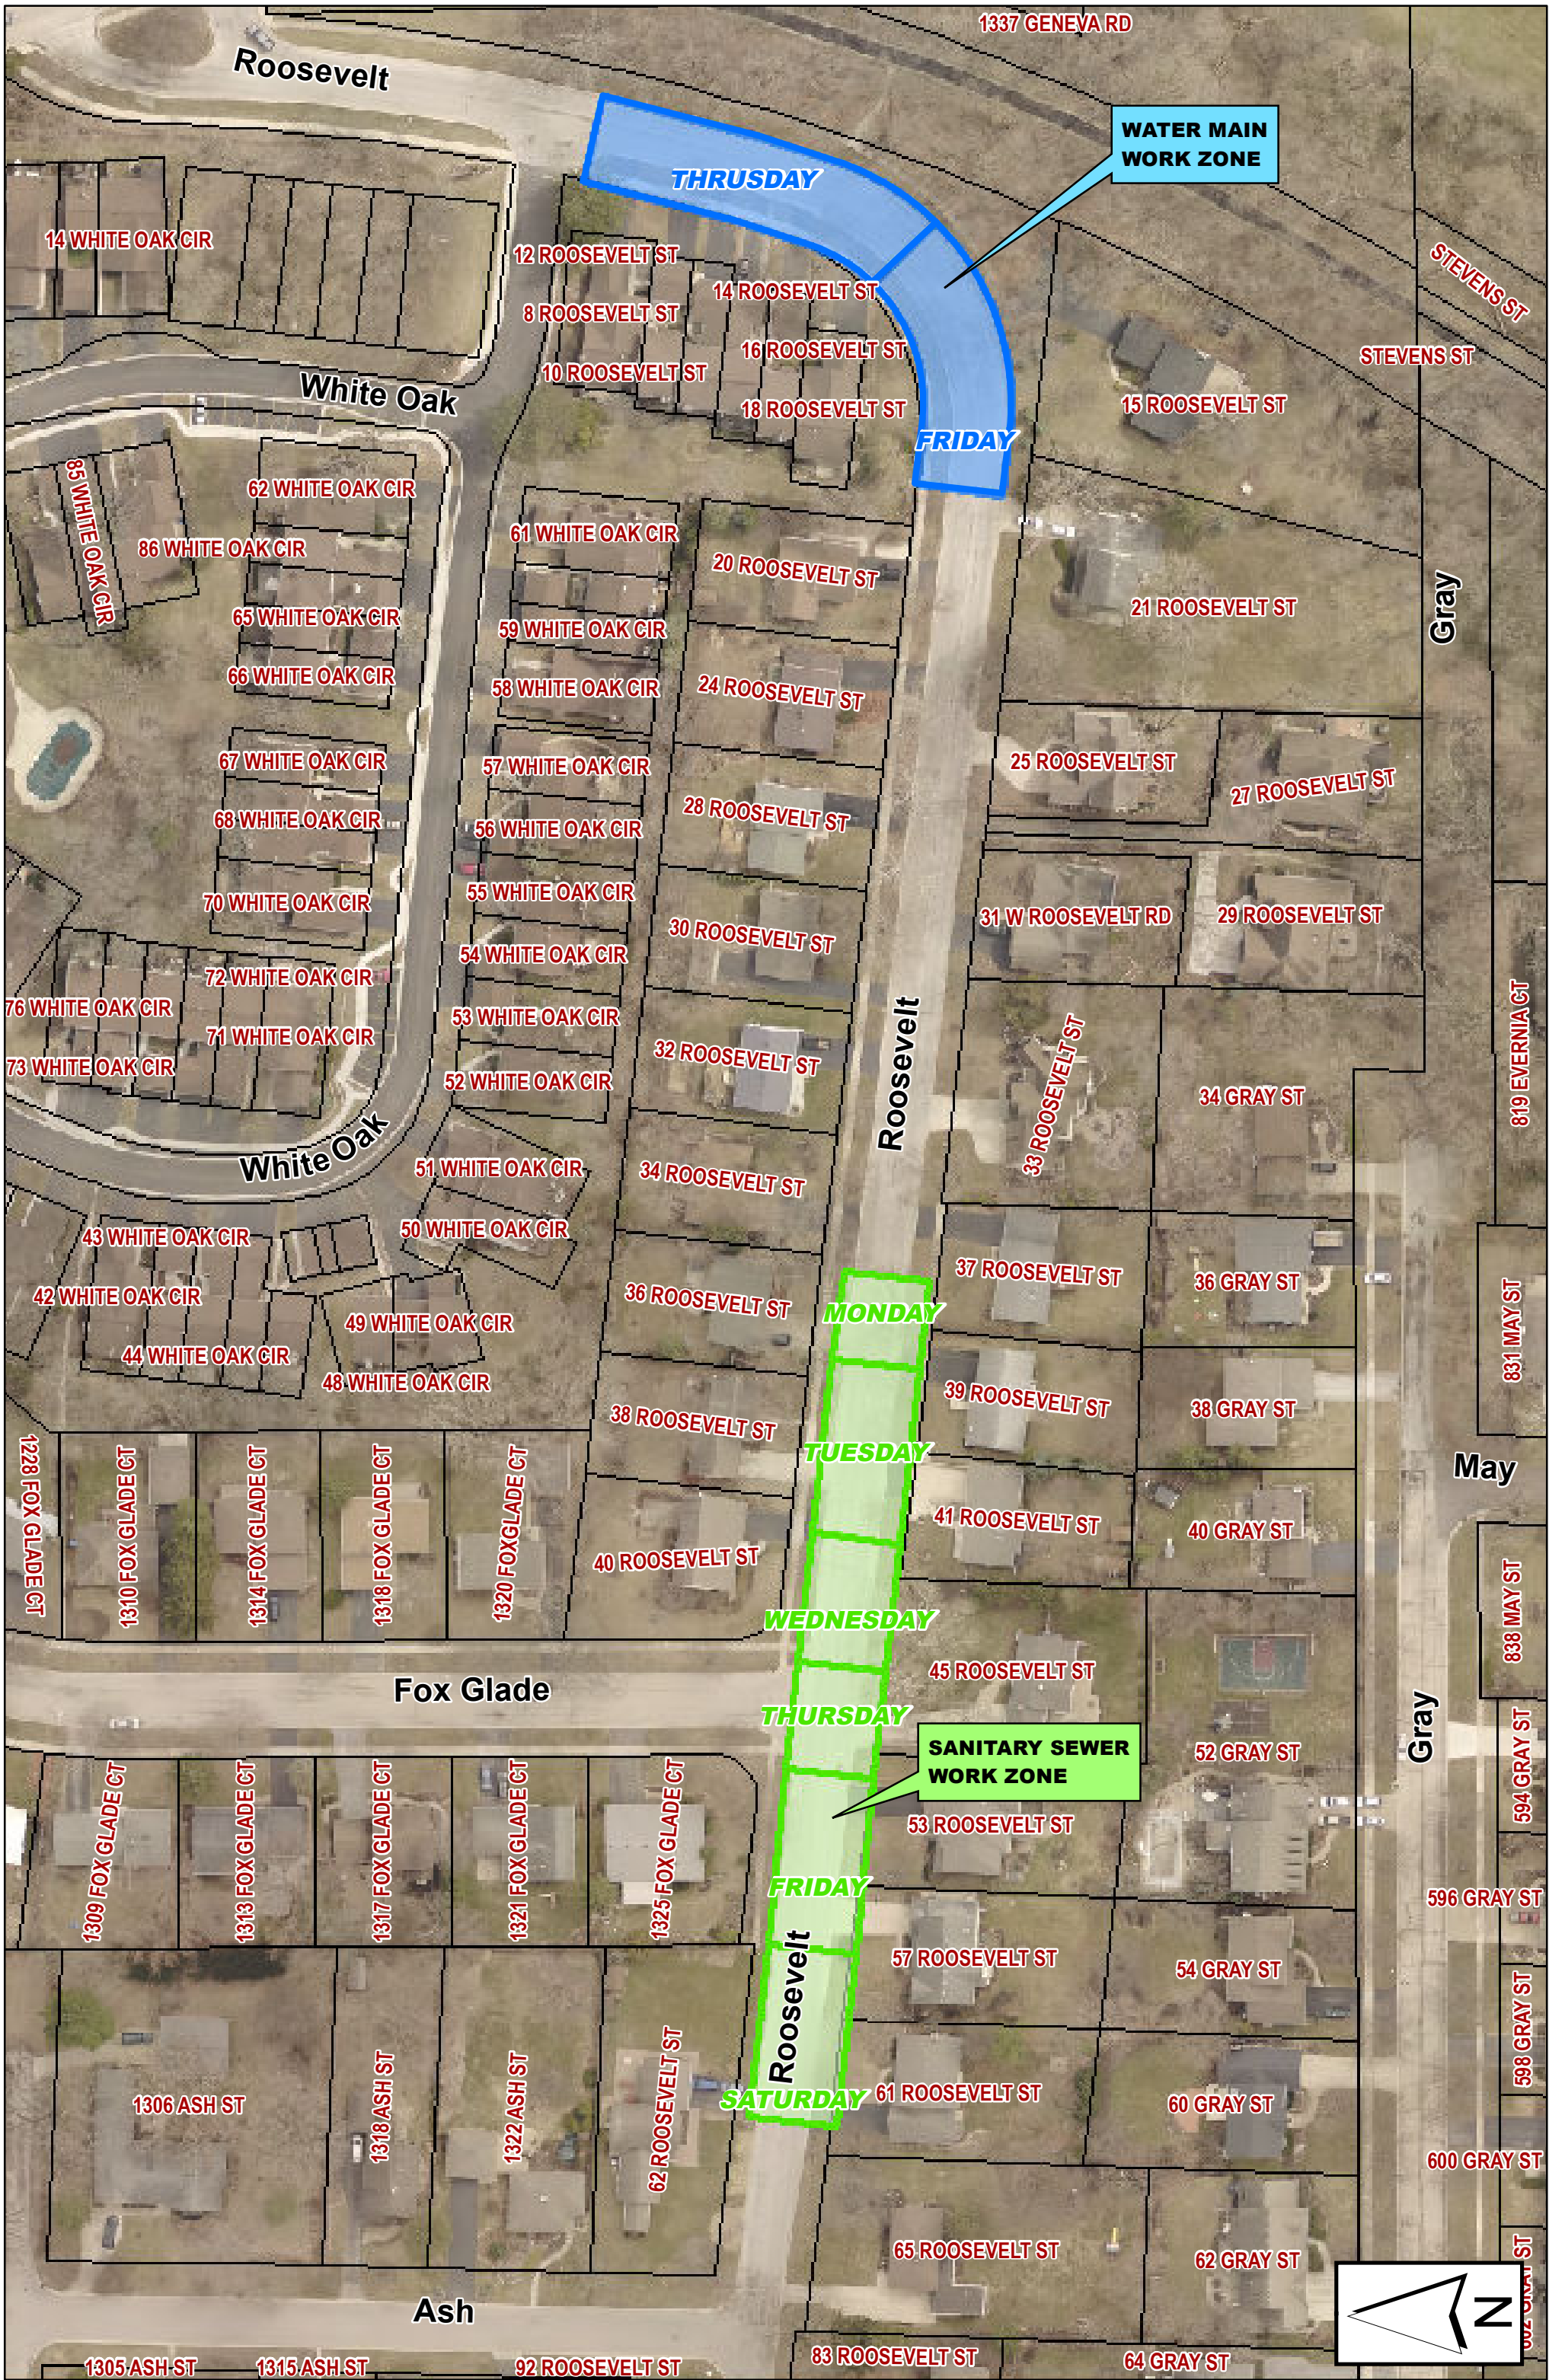 1337 GENEVA RD
Roosevelt
WATER MAIN
WORK ZONE
THRUSDAY
14 WHITE OAK CIR
12 ROOSEVELT ST
STEVENS ST
14 ROOSEVELT ST
8 ROOSEVELT ST
16 ROOSEVELT ST
STEVENS ST
10 ROOSEVELT ST
White Oak
15 ROOSEVELT ST
18 ROOSEVELT ST
FRIDAY
85 WHITE OAK CIR
62 WHITE OAK CIR
61 WHITE OAK CIR
86 WHITE OAK CIR
20 ROOSEVELT ST
21 ROOSEVELT ST
Gray
65 WHITE OAK CIR
59 WHITE OAK CIR
66 WHITE OAK CIR
58 WHITE OAK CIR
24 ROOSEVELT ST
67 WHITE OAK CIR
57 WHITE OAK CIR
25 ROOSEVELT ST
27 ROOSEVELT ST
68 WHITE OAK CIR
56 WHITE OAK CIR
28 ROOSEVELT ST
70 WHITE OAK CIR
55 WHITE OAK CIR
31 W ROOSEVELT RD
29 ROOSEVELT ST
30 ROOSEVELT ST
54 WHITE OAK CIR
72 WHITE OAK CIR
76 WHITE OAK CIR
53 WHITE OAK CIR
71 WHITE OAK CIR
32 ROOSEVELT ST
Roosevelt
33 ROOSEVELT ST
819 EVERNIA CT
73 WHITE OAK CIR
52 WHITE OAK CIR
34 GRAY ST
White Oak
51 WHITE OAK CIR
34 ROOSEVELT ST
43 WHITE OAK CIR
50 WHITE OAK CIR
37 ROOSEVELT ST
36 GRAY ST
42 WHITE OAK CIR
36 ROOSEVELT ST
MONDAY
49 WHITE OAK CIR
831 MAY ST
44 WHITE OAK CIR
48 WHITE OAK CIR
39 ROOSEVELT ST
38 GRAY ST
38 ROOSEVELT ST
TUESDAY
May
1228 FOX GLADE CT
1310 FOX GLADE CT
1314 FOX GLADE CT
1318 FOX GLADE CT
1320 FOXGLADE CT
41 ROOSEVELT ST
40 GRAY ST
40 ROOSEVELT ST
WEDNESDAY
838 MAY ST
45 ROOSEVELT ST
Fox Glade
THURSDAY
Gray
SANITARY SEWER
WORK ZONE
52 GRAY ST
594 GRAY ST
53 ROOSEVELT ST
1309 FOX GLADE CT
1313 FOX GLADE CT
1317 FOX GLADE CT
1321 FOX GLADE CT
1325 FOX GLADE CT
FRIDAY
596 GRAY ST
57 ROOSEVELT ST
54 GRAY ST
Roosevelt
598 GRAY ST
1306 ASH ST
1318 ASH ST
1322 ASH ST
62 ROOSEVELT ST
SATURDAY
61 ROOSEVELT ST
60 GRAY ST
600 GRAY ST
65 ROOSEVELT ST
62 GRAY ST
N
Ash
83 ROOSEVELT ST
64 GRAY ST
1305 ASH ST
1315 ASH ST
92 ROOSEVELT ST